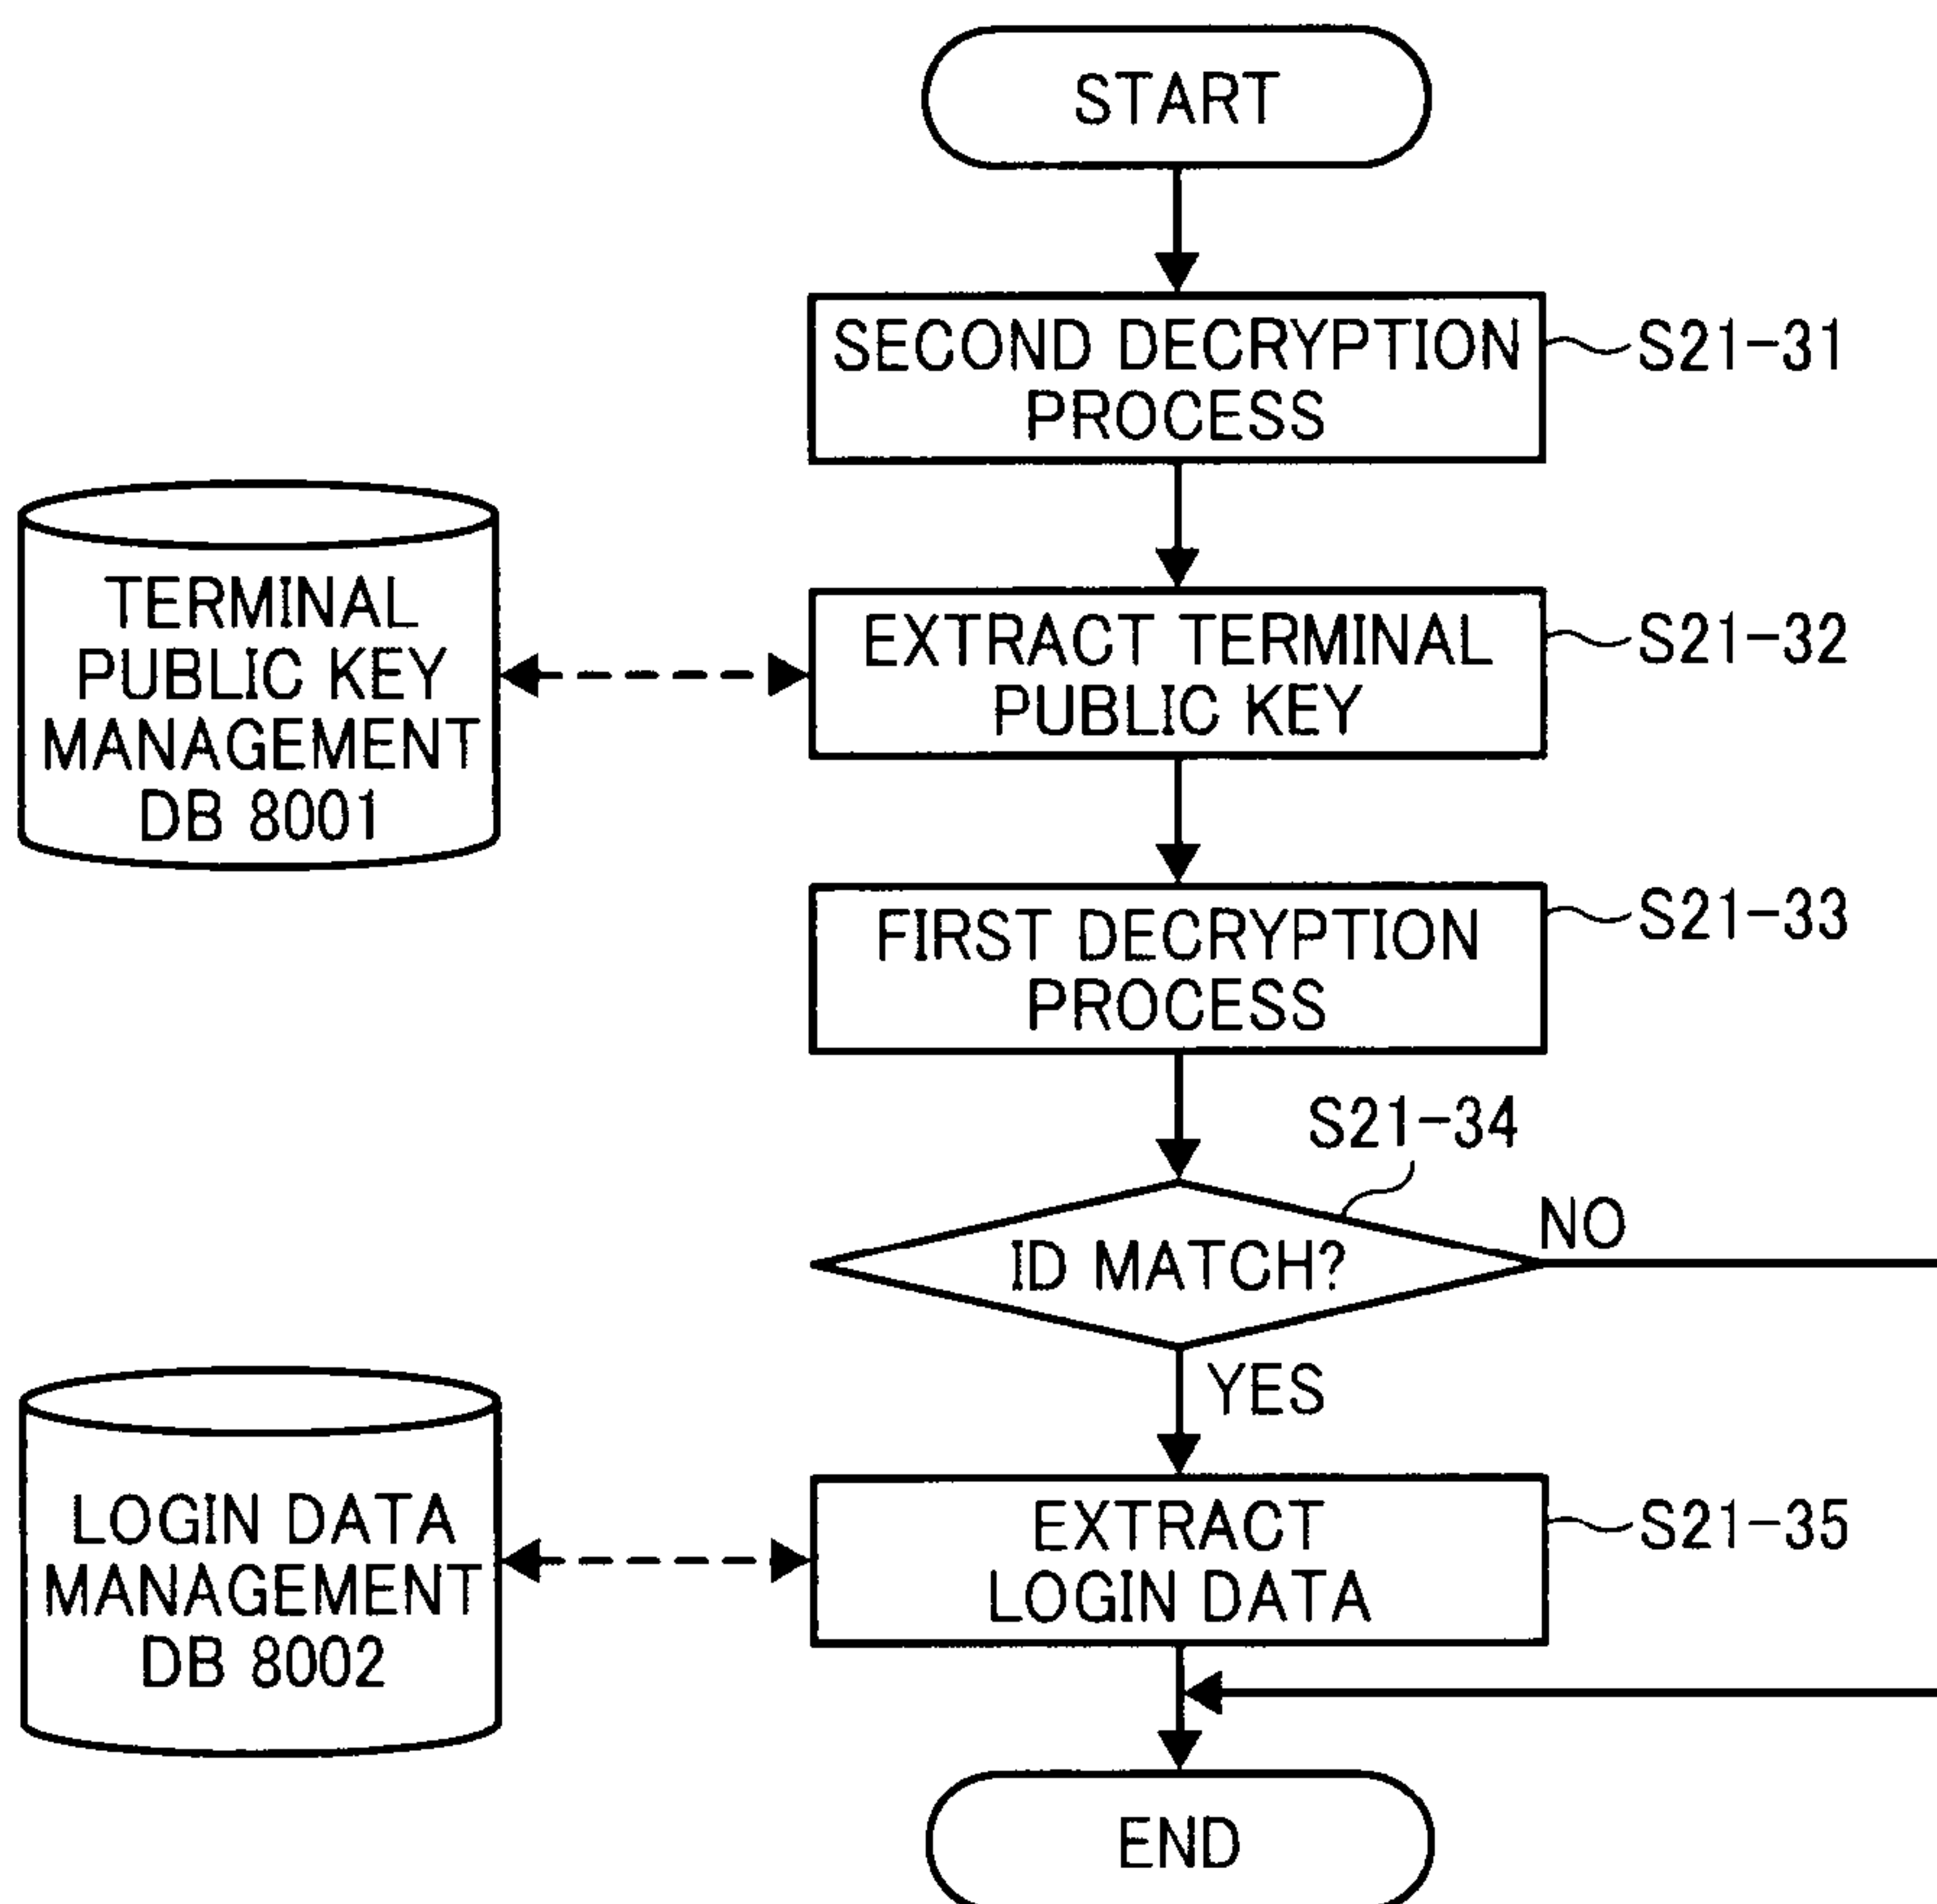 START
SECOND DECRYPTION
PROCESS
S21-31
TERMINAL
PUBLIC KEY
MANAGEMENT
DB 8001
EXTRACT TERMINAL
PUBLIC KEY
S21-32
FIRST DECRYPTION
PROCESS
S21-33
S21-34
ID MATCH?
NO
YES
LOGIN DATA
MANAGEMENT
DB 8002
EXTRACT
LOGIN DATA
S21-35
END